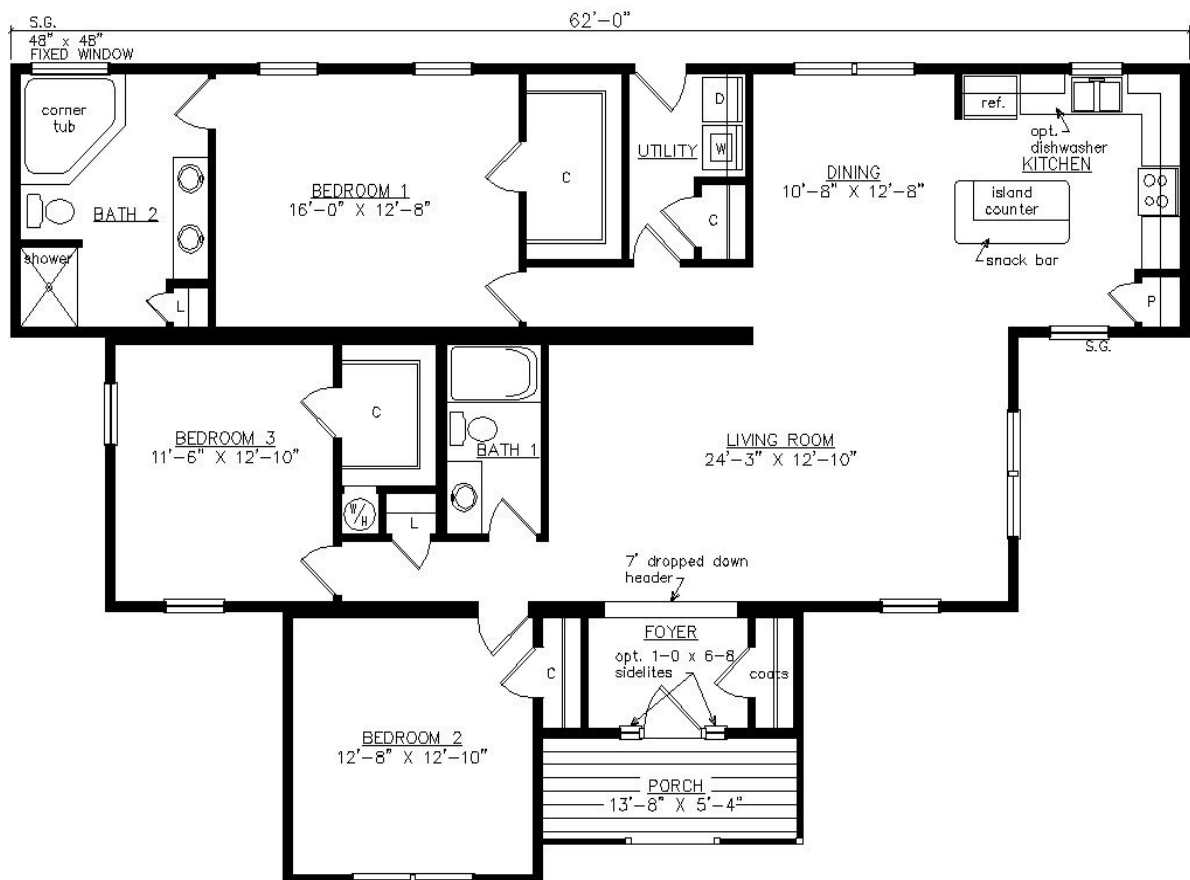 S.G.
62'-0"
48" x 48"
FIXED WINDOW
corner
tub
BATH 2
shower
L
BEDROOM 1
16'-0" X 12'-8"
C
UTILITY
D
W
C
DINING
10'-8" X 12'-8"
ref.
opt.
dishwasher
KITCHEN
island
counter
snack bar
P
S.G.
BEDROOM 3
11'-6" X 12'-10"
C
W/H
L
BATH 1
LIVING ROOM
24'-3" X 12'-10"
7' dropped down
header
FOYER
opt. 1-0 x 6-8
sidelites
C
coats
BEDROOM 2
12'-8" X 12'-10"
PORCH
13'-8" X 5'-4"